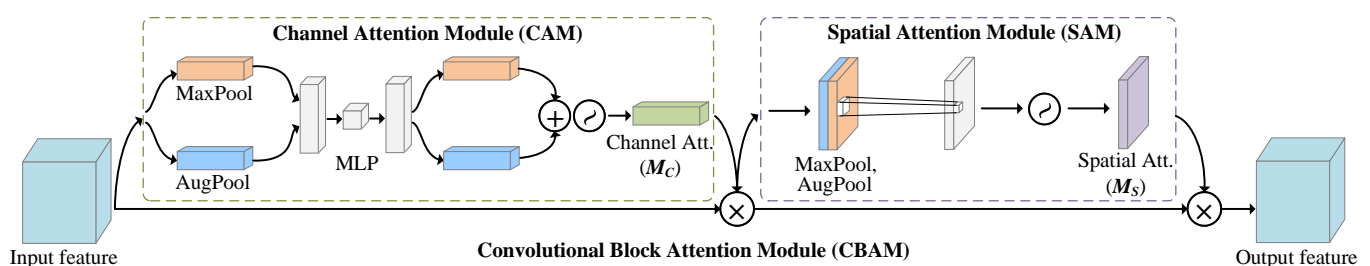 Channel Attention Module (CAM)
MaxPool
AugPool
MLP
Channel Att.
(M_C)
Spatial Attention Module (SAM)
MaxPool,
AugPool
Spatial Att.
(M_S)
Input feature
Convolutional Block Attention Module (CBAM)
Output feature